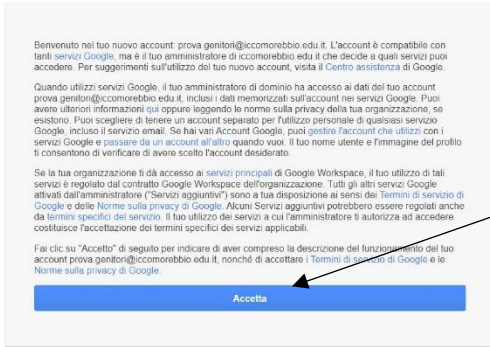 Benvenuto nel tuo nuovo account: prova.genitori@iccomorebbio.edu.it. L'account è compatibile con
tanti servizi Google, ma è il tuo amministratore di iccomorebbio.edu.it che decide a quali servizi puoi
accedere. Per suggerimenti sull'utilizzo del tuo nuovo account, visita il Centro assistenza di Google.
Quando utilizzi servizi Google, il tuo amministratore di dominio ha accesso ai dati del tuo account
prova.genitori@iccomorebbio.edu.it, inclusi i dati memorizzati sull'account nei servizi Google. Puoi
avere ulteriori informazioni qui oppure leggendo le norme sulla privacy della tua organizzazione, se
esistono. Puoi scegliere di tenere un account separato per l'utilizzo personale di qualsiasi servizio
Google, incluso il servizio email. Se hai vari Account Google, puoi gestire l'account che utilizzi con i
servizi Google e passare da un account all'altro quando vuoi. Il tuo nome utente e l'immagine del profilo
ti consentono di verificare di avere scelto l'account desiderato.
Se la tua organizzazione ti dà accesso ai servizi principali di Google Workspace, il tuo utilizzo di tali
servizi è regolato dal contratto Google Workspace dell'organizzazione. Tutti gli altri servizi Google
attivati dall'amministratore ("Servizi aggiuntivi") sono a tua disposizione ai sensi dei Termini di servizio di
Google e delle Norme sulla privacy di Google. Alcuni Servizi aggiuntivi potrebbero essere regolati anche
da termini specifici del servizio. Il tuo utilizzo dei servizi a cui l'amministratore ti autorizza ad accedere
costituisce l'accettazione dei termini specifici dei servizi applicabili.
Fai clic su "Accetto" di seguito per indicare di aver compreso la descrizione del funzionamento del tuo
account prova.genitori@iccomorebbio.edu.it, nonché di accettare i Termini di servizio di Google e le
Norme sulla privacy di Google.
Accetta